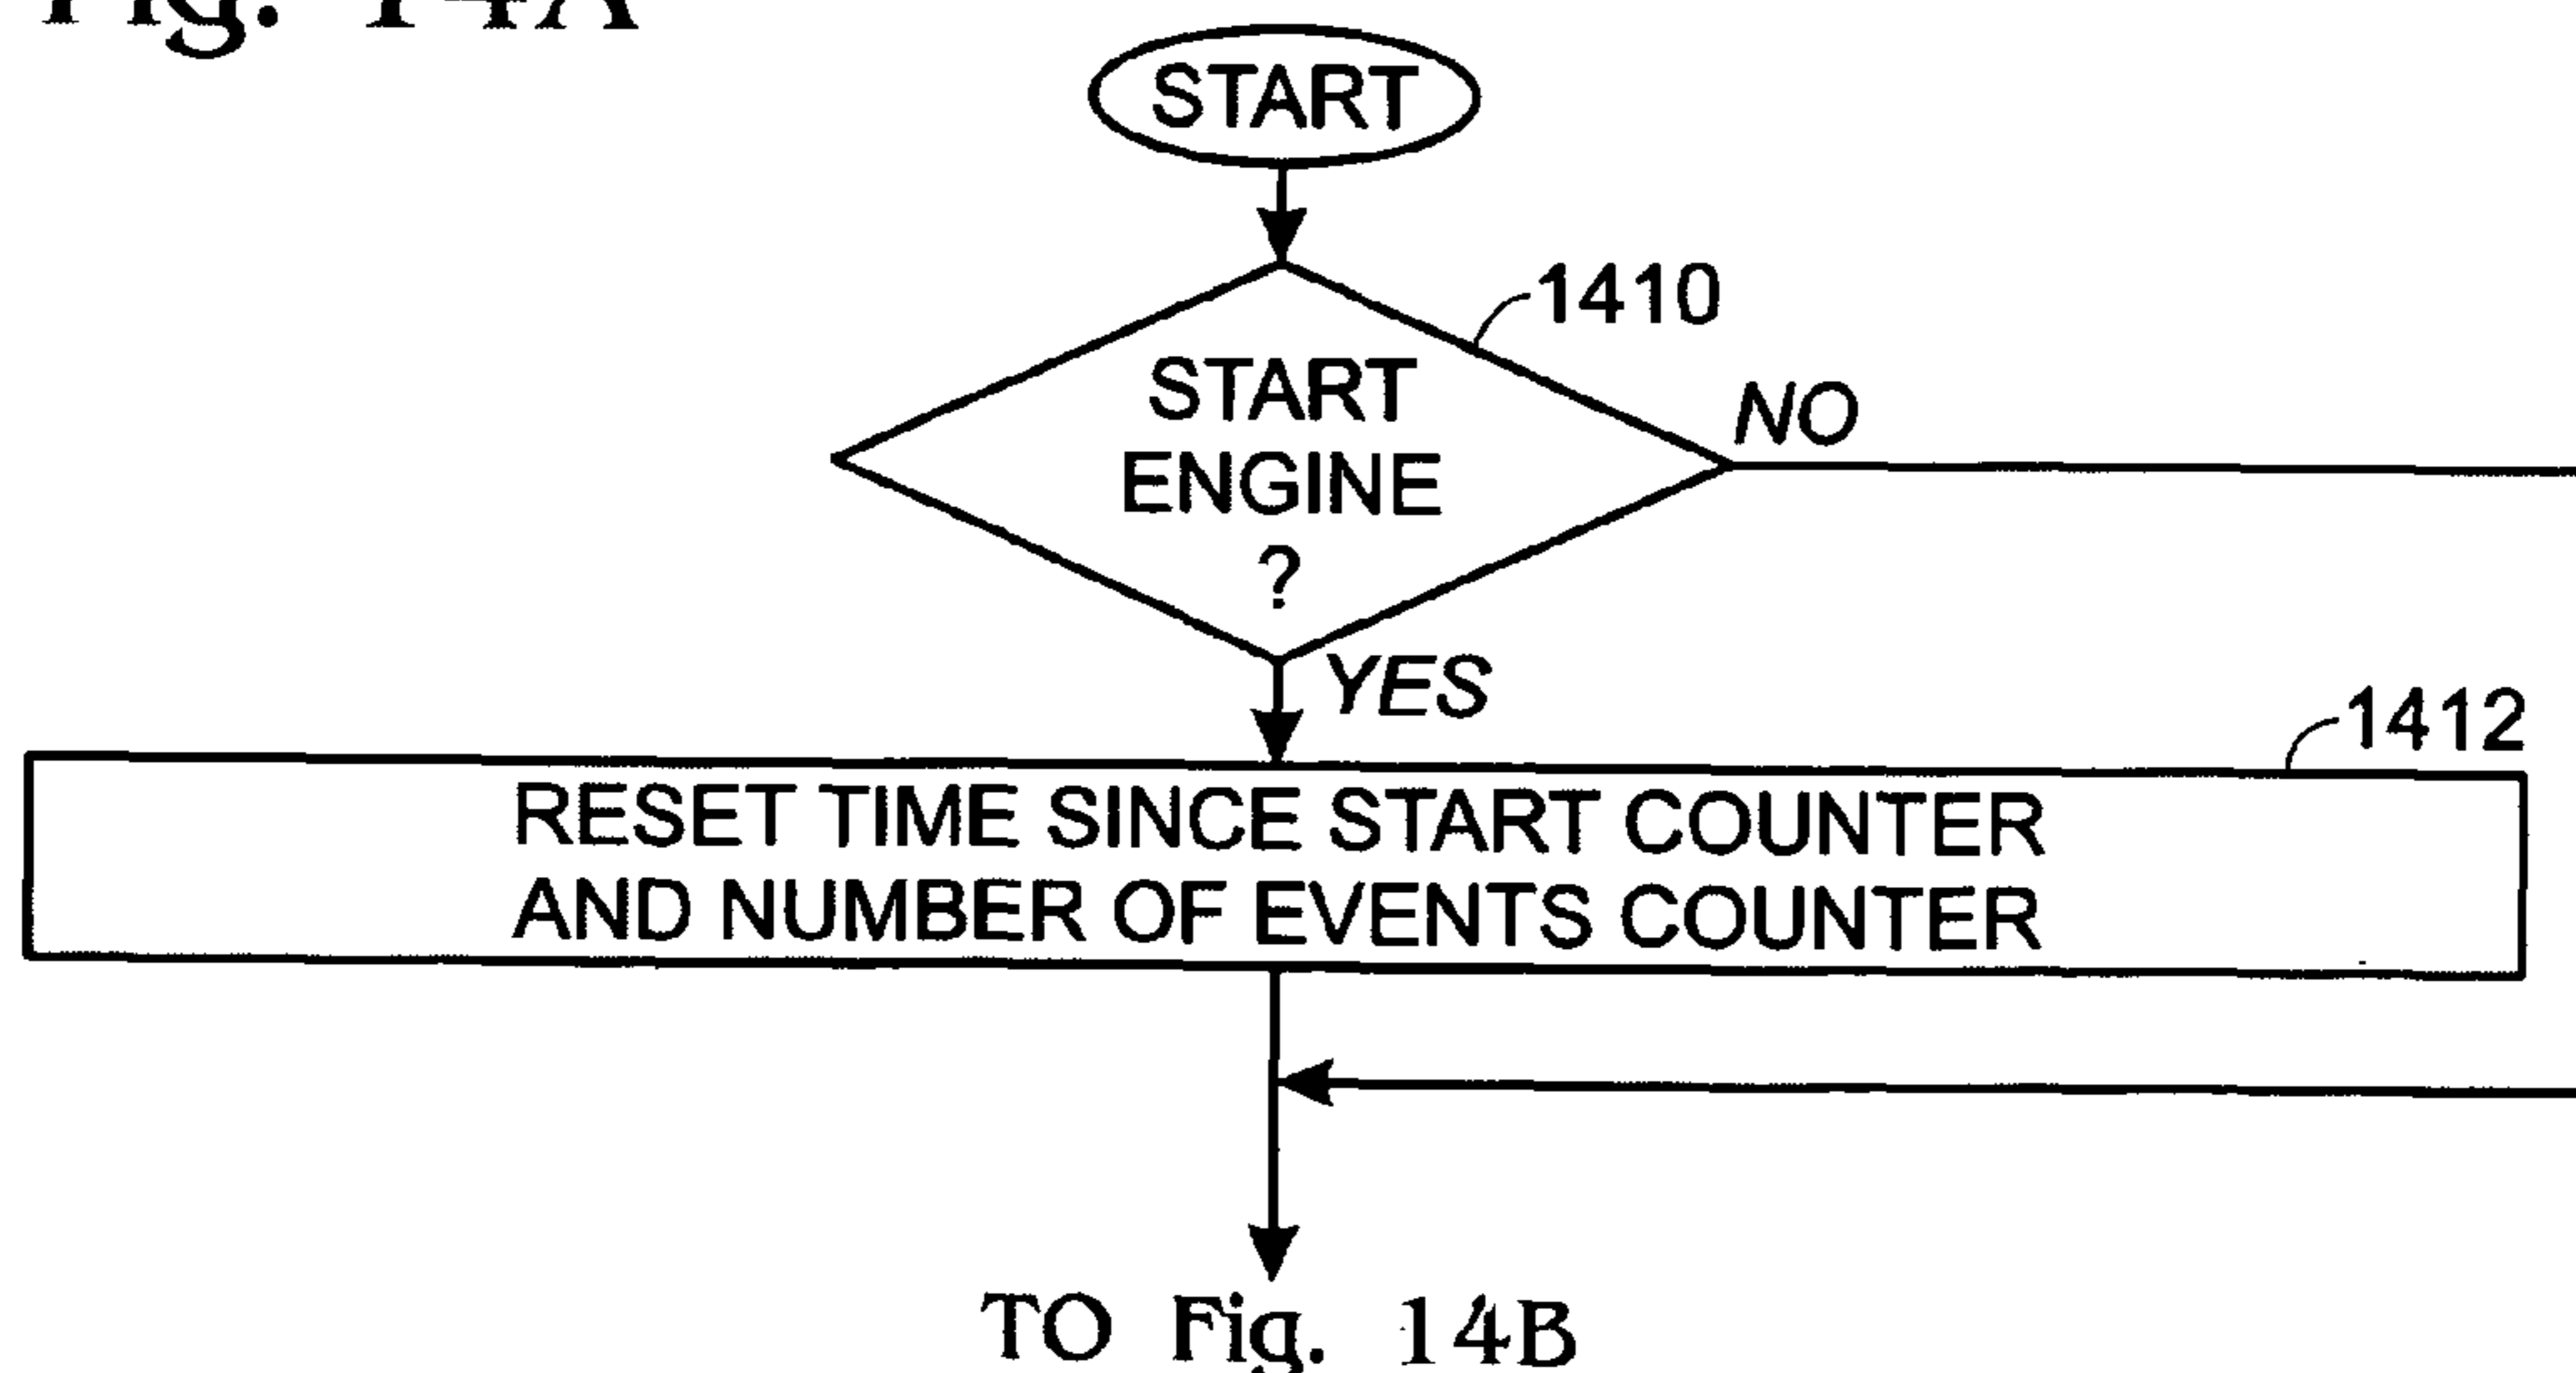 Fig. 14A
START
1410
START
ENGINE
?
NO
YES
1412
RESET TIME SINCE START COUNTER
AND NUMBER OF EVENTS COUNTER
TO Fig. 14B